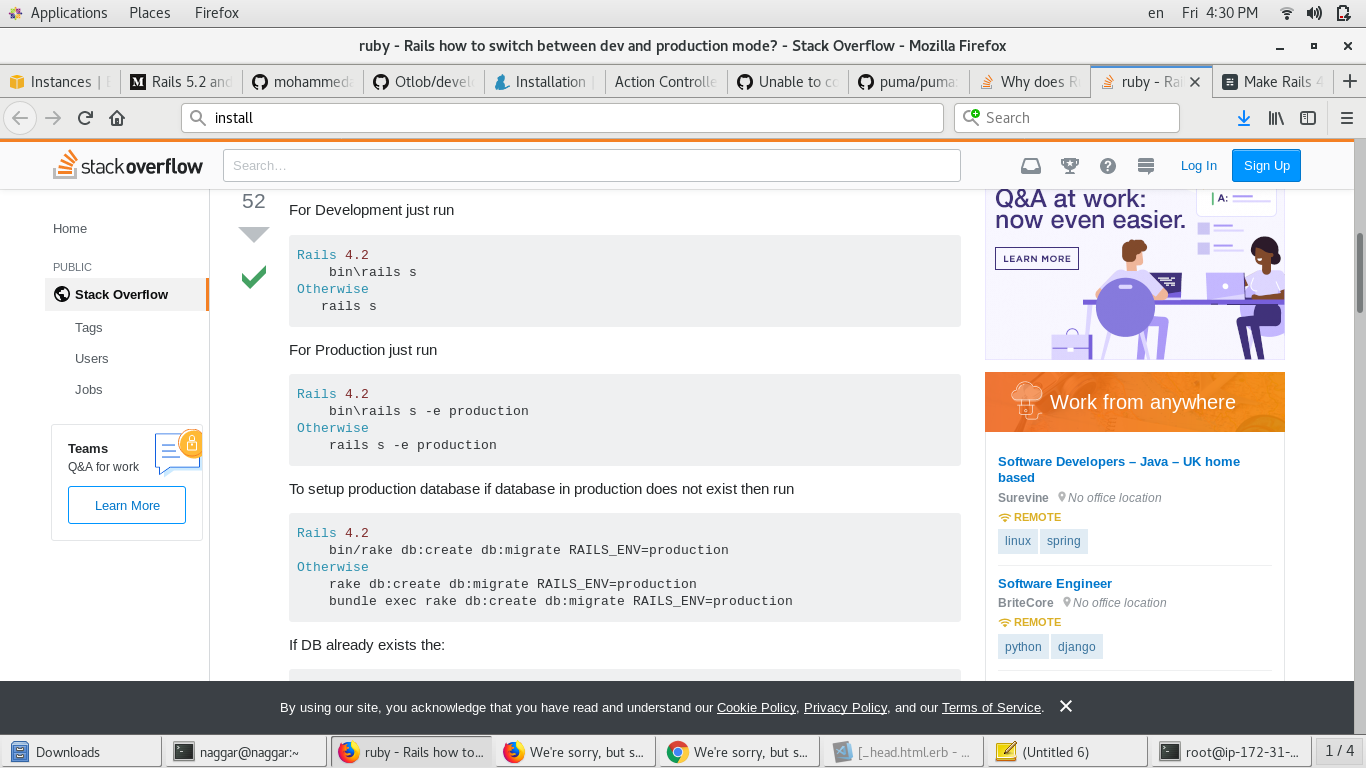 Applications Places Firefox en Fri 4:30 PM
ruby - Rails how to switch between dev and production mode? - Stack Overflow - Mozilla Firefox
Instances | Rails 5.2 and mohammeda Otlob/devel Installation | Action Controlle Unable to co puma/puma: Why does R ruby - Rai Make Rails 4
install Search
stackoverflow Search… Log In Sign Up
52
For Development just run
Rails 4.2
bin\rails s
Otherwise
rails s
For Production just run
Rails 4.2
bin\rails s -e production
Otherwise
rails s -e production
To setup production database if database in production does not exist then run
Rails 4.2
bin/rake db:create db:migrate RAILS_ENV=production
Otherwise
rake db:create db:migrate RAILS_ENV=production
bundle exec rake db:create db:migrate RAILS_ENV=production
If DB already exists the:
Home
PUBLIC
Stack Overflow
Tags
Users
Jobs
Teams
Q&A for work
Learn More
Q&A at work:
now even easier.
LEARN MORE
A:
Work from anywhere
Software Developers – Java – UK home
based
Surevine No office location
REMOTE
linux spring
Software Engineer
BriteCore No office location
REMOTE
python django
By using our site, you acknowledge that you have read and understand our Cookie Policy, Privacy Policy, and our Terms of Service.
Downloads naggar@naggar:~ ruby - Rails how to... We're sorry, but s... We're sorry, but s... [_head.html.erb - ... (Untitled 6) root@ip-172-31-... 1 / 4